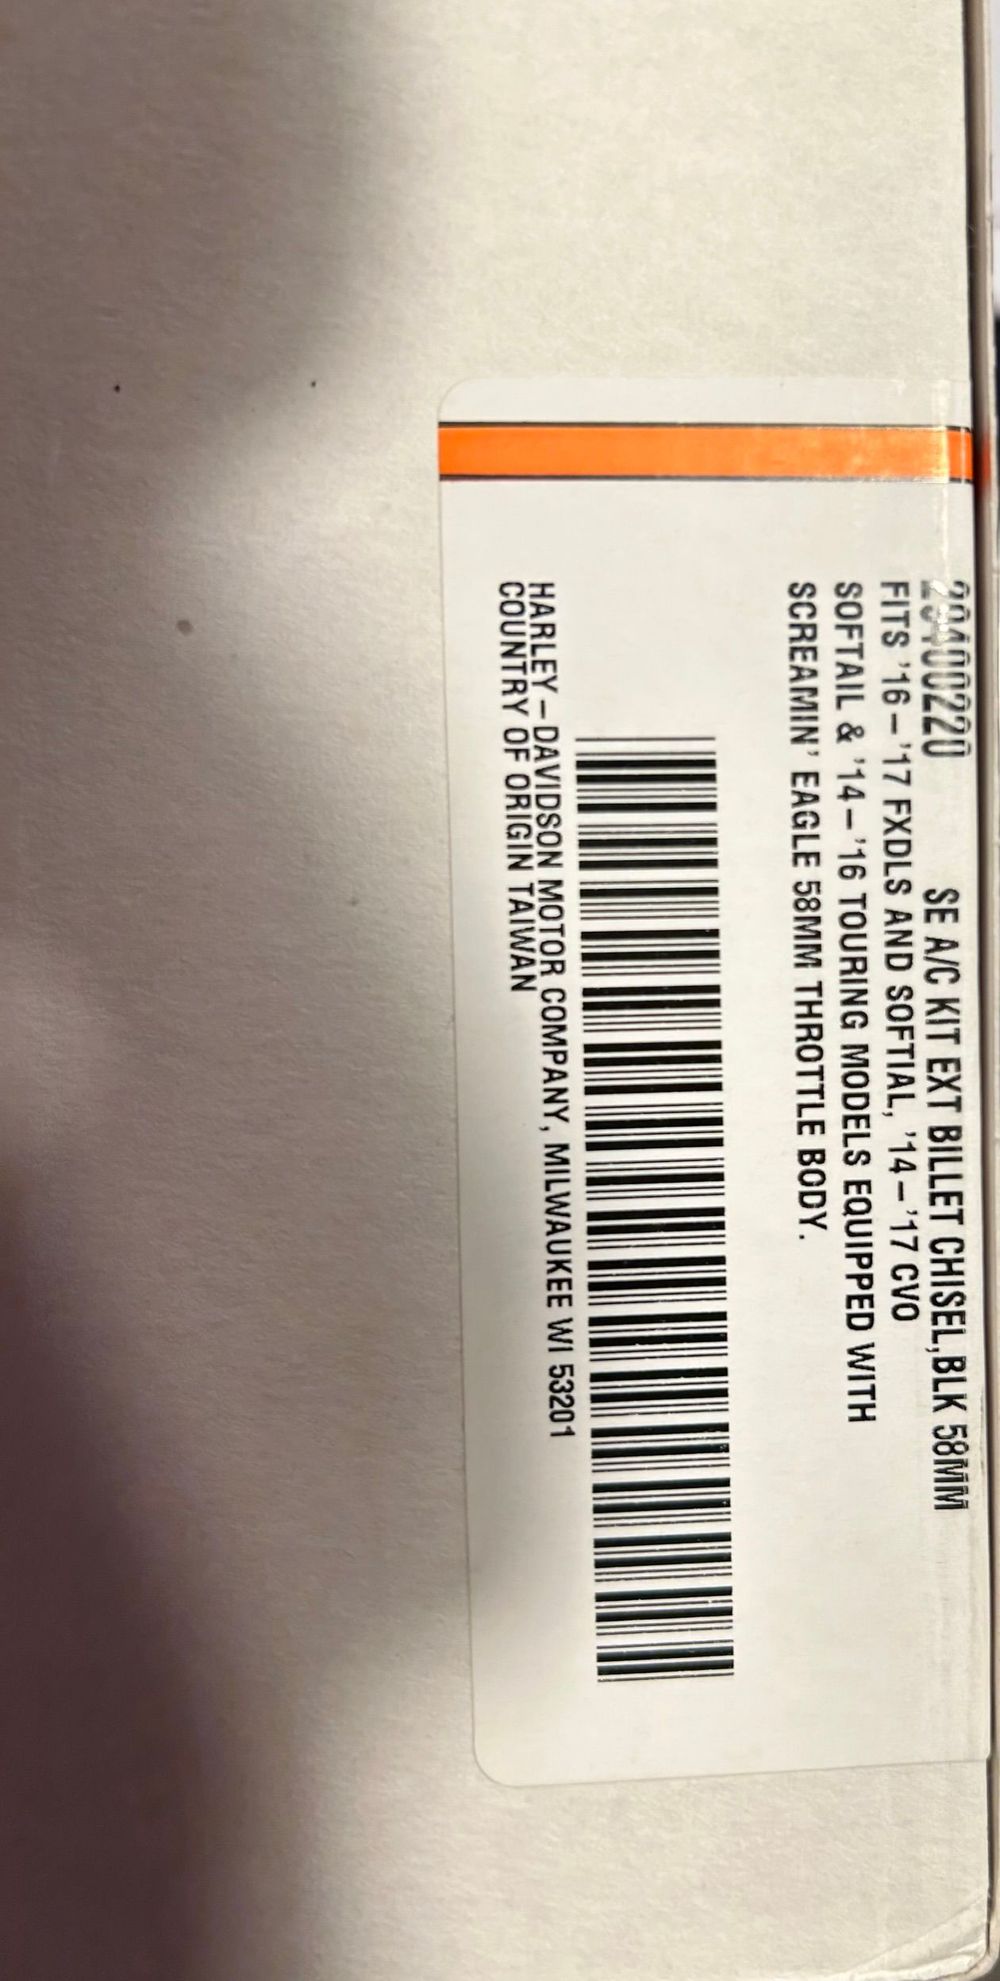 29400220 SE A/C KIT EXT BILLET CHISEL,BLK 58MM
FITS '16-'17 FXDLS AND SOFTIAL, '14-'17 CVO
SOFTAIL & '14-'16 TOURING MODELS EQUIPPED WITH
SCREAMIN' EAGLE 58MM THROTTLE BODY.
HARLEY-DAVIDSON MOTOR COMPANY, MILWAUKEE WI 53201
COUNTRY OF ORIGIN TAIWAN